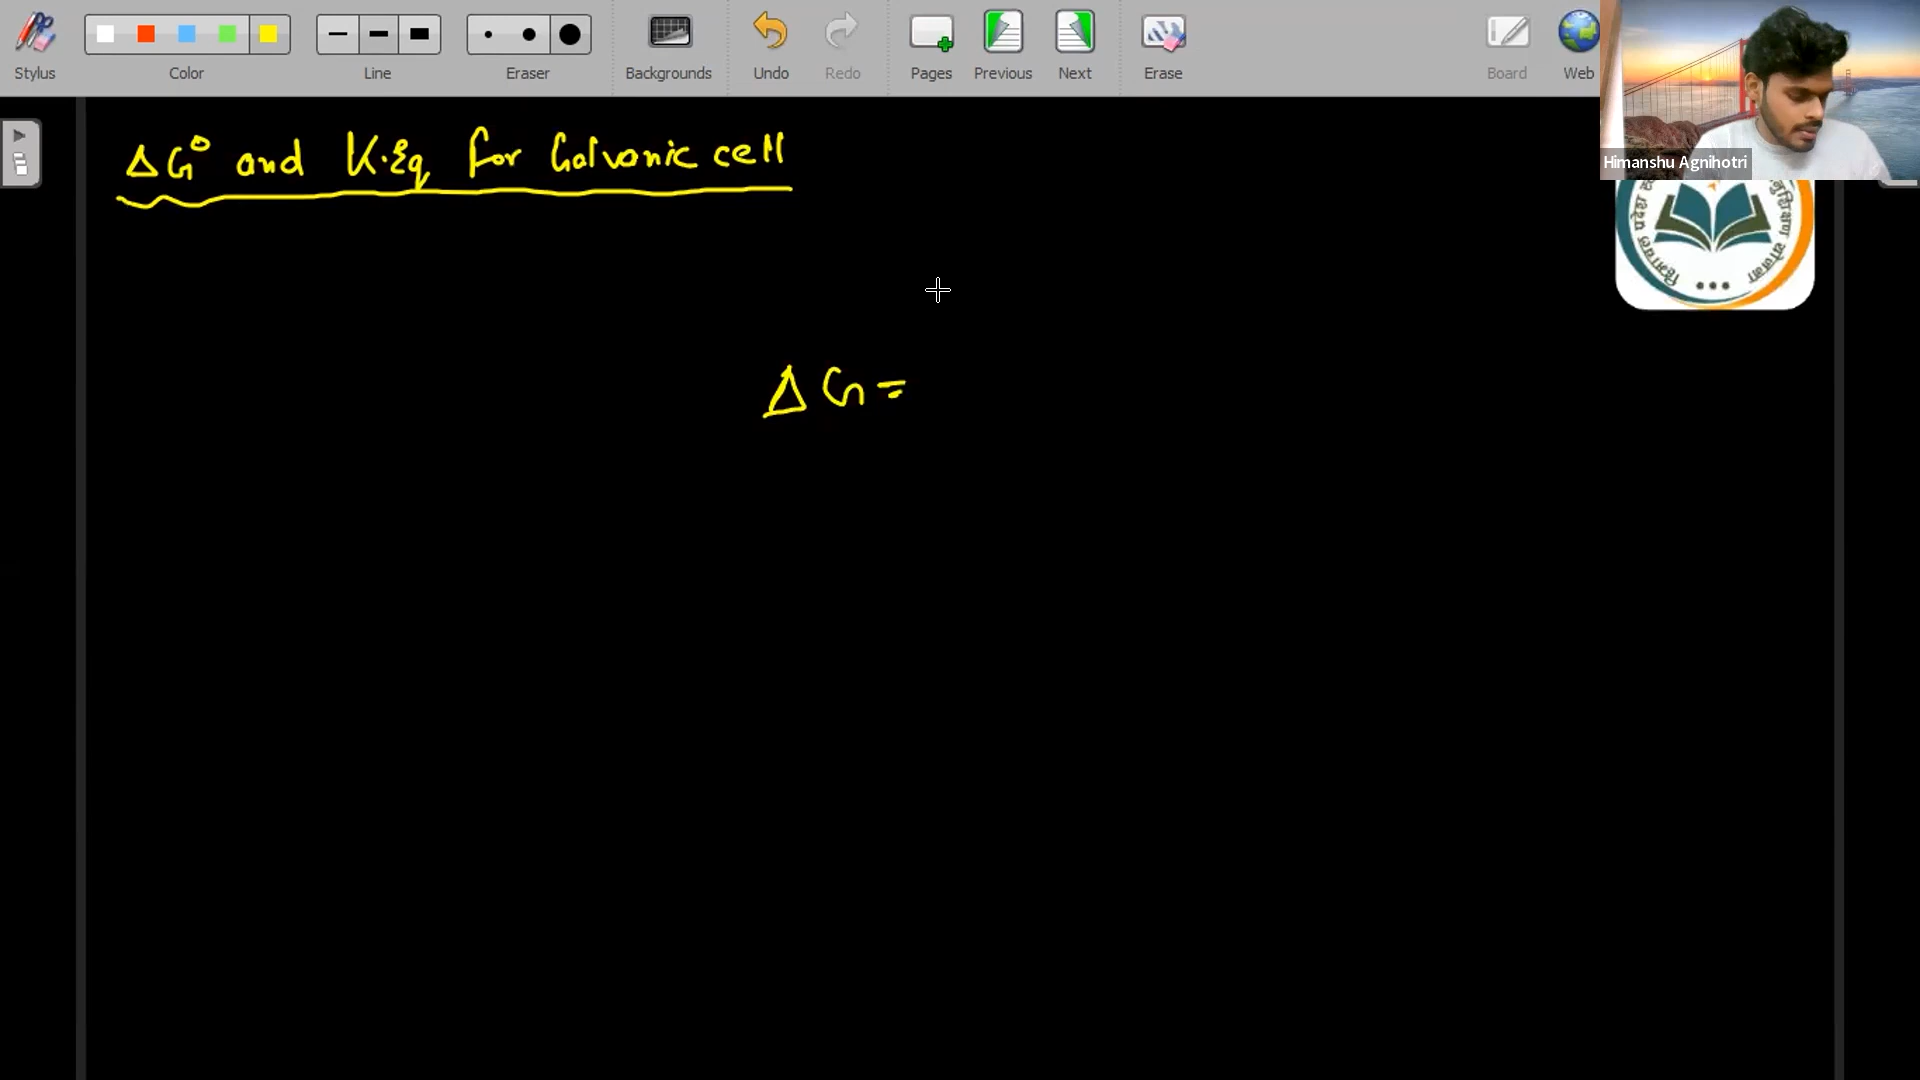 Stylus Color Line Eraser Backgrounds Undo Redo Pages Previous Next Erase Board Web
Himanshu Agnihotri
ΔG° and K.Eq for Galvanic cell
ΔG =